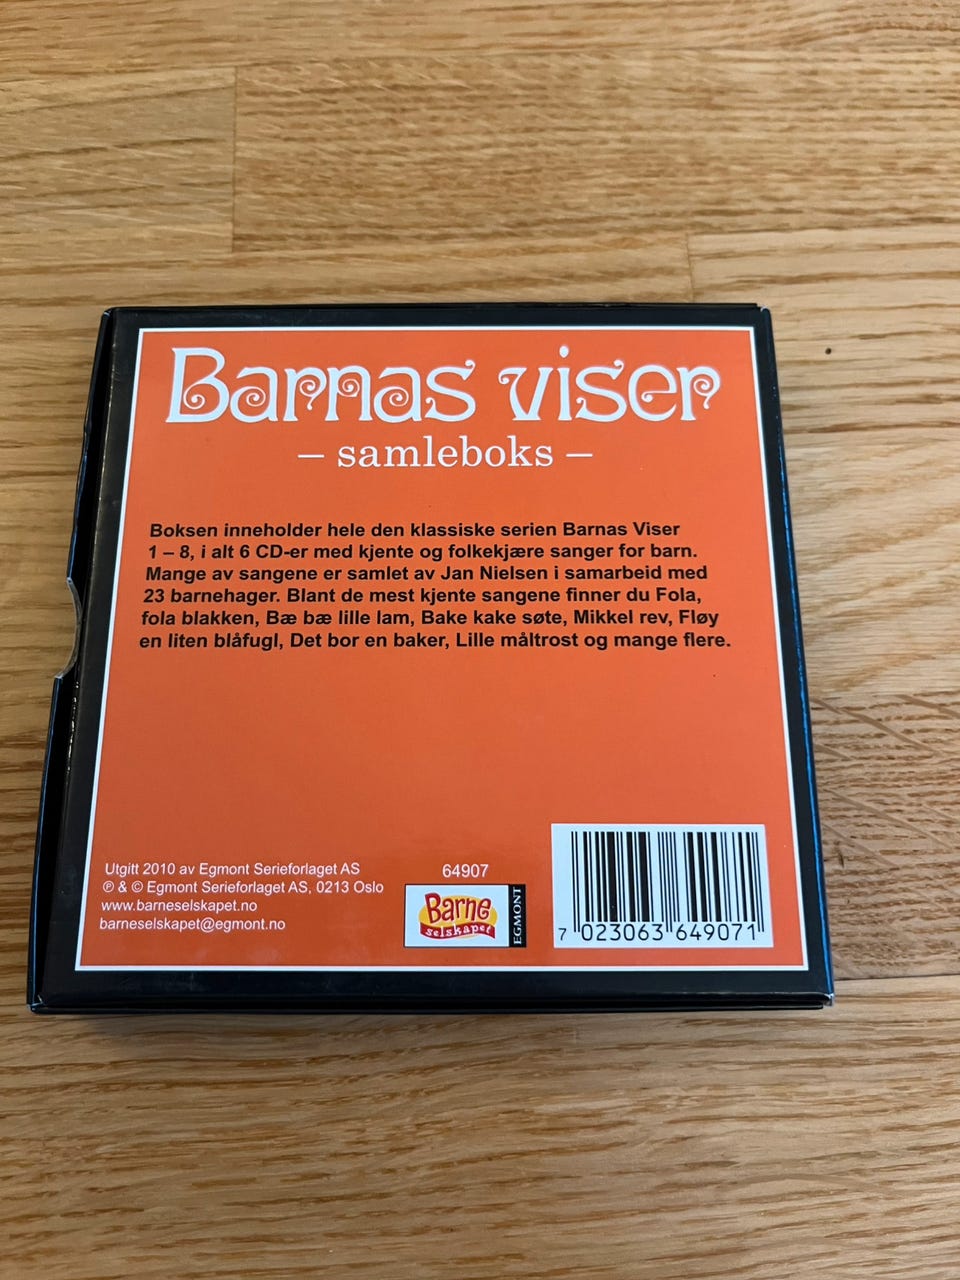 Barnas viser
– samleboks –
Boksen inneholder hele den klassiske serien Barnas Viser
1 – 8, i alt 6 CD-er med kjente og folkekjære sanger for barn.
Mange av sangene er samlet av Jan Nielsen i samarbeid med
23 barnehager. Blant de mest kjente sangene finner du Fola,
fola blakken, Bæ bæ lille lam, Bake kake søte, Mikkel rev, Fløy
en liten blåfugl, Det bor en baker, Lille måltrost og mange flere.
Utgitt 2010 av Egmont Serieforlaget AS
℗ & © Egmont Serieforlaget AS, 0213 Oslo
www.barneselskapet.no
barneselskapet@egmont.no
64907
Barne
selskapet
EGMONT
7 023063 649071